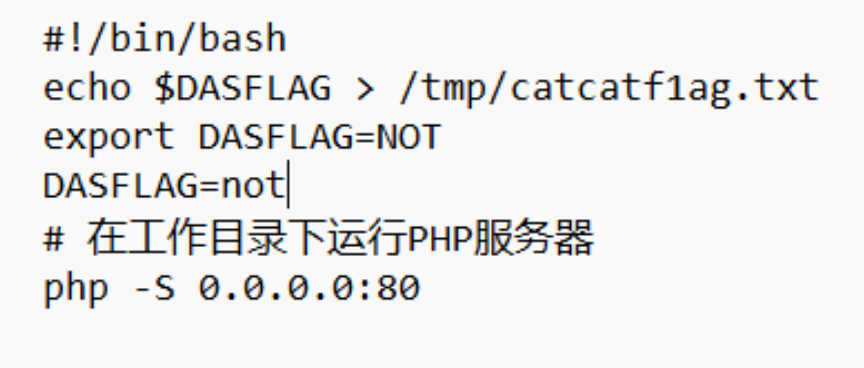 #!/bin/bash
echo $DASFLAG > /tmp/catcatf1ag.txt
export DASFLAG=NOT
DASFLAG=not
# 在工作目录下运行PHP服务器
php -S 0.0.0.0:80